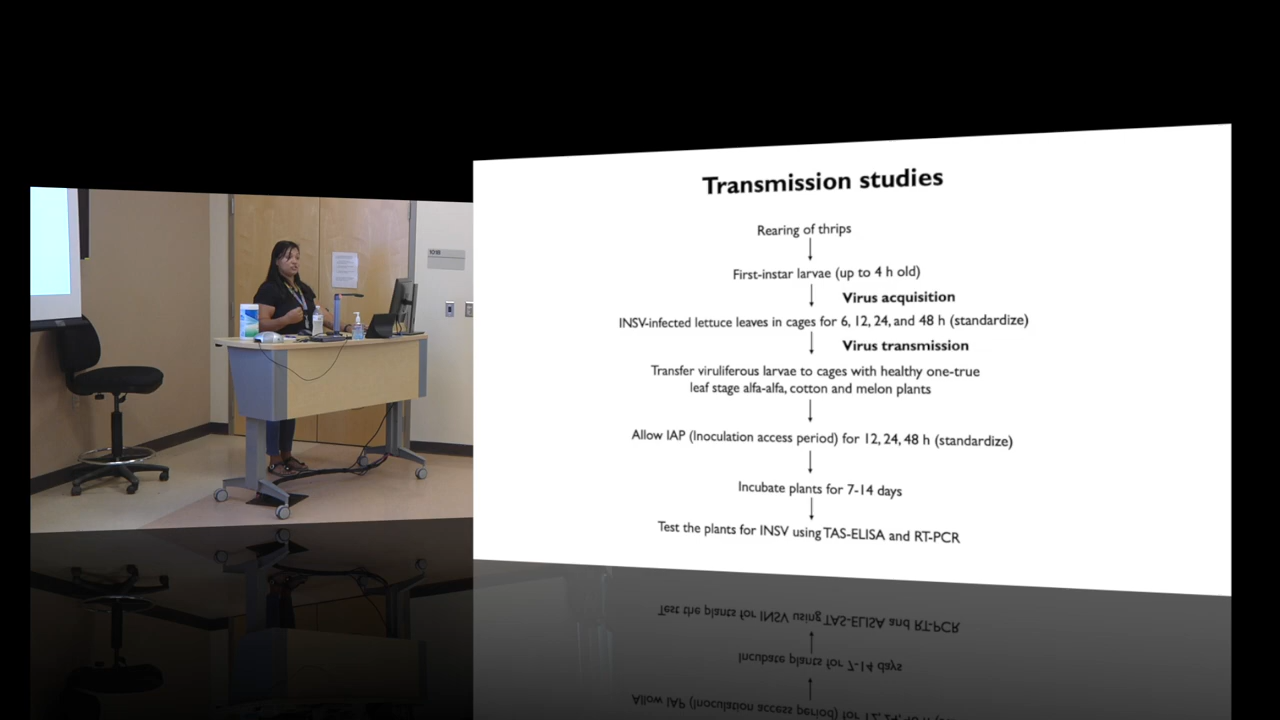 Transmission studies
Rearing of thrips
First-instar larvae (up to 4 h old)
Virus acquisition
INSV-infected lettuce leaves in cages for 6, 12, 24, and 48 h (standardize)
Virus transmission
Transfer viruliferous larvae to cages with healthy one-true
leaf stage alfa-alfa, cotton and melon plants
Allow IAP (Inoculation access period) for 12, 24, 48 h (standardize)
Incubate plants for 7-14 days
Test the plants for INSV using TAS-ELISA and RT-PCR